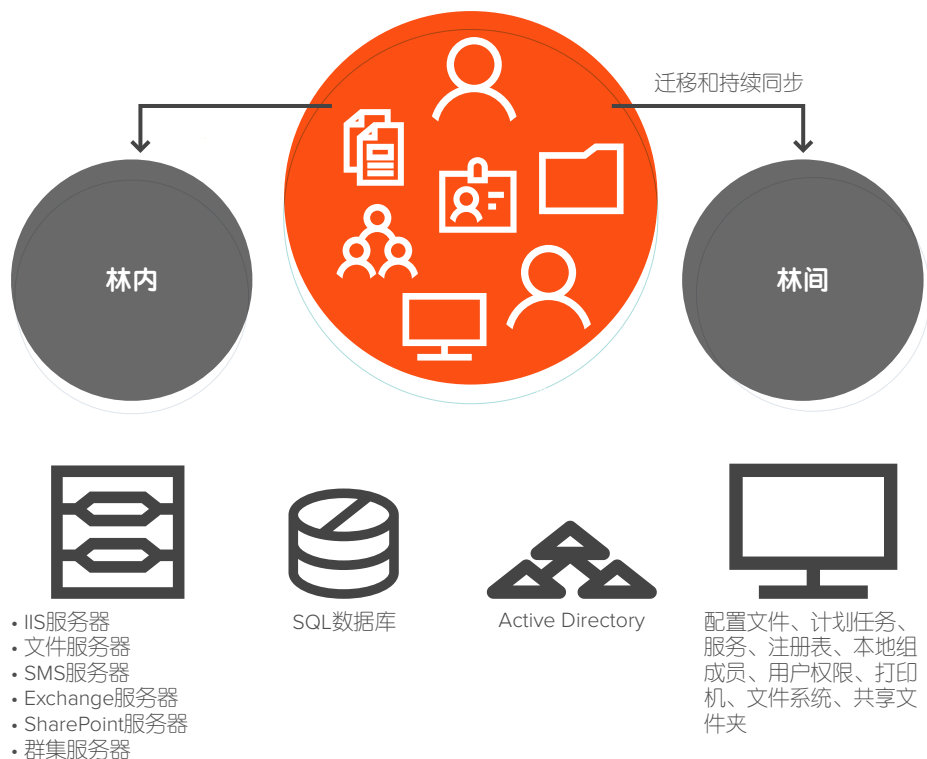 迁移和持续同步
林内
林间
• IIS服务器
• 文件服务器
• SMS服务器
• Exchange服务器
• SharePoint服务器
• 群集服务器
SQL数据库
Active Directory
配置文件、计划任务、
服务、注册表、本地组
成员、用户权限、打印
机、文件系统、共享文
件夹